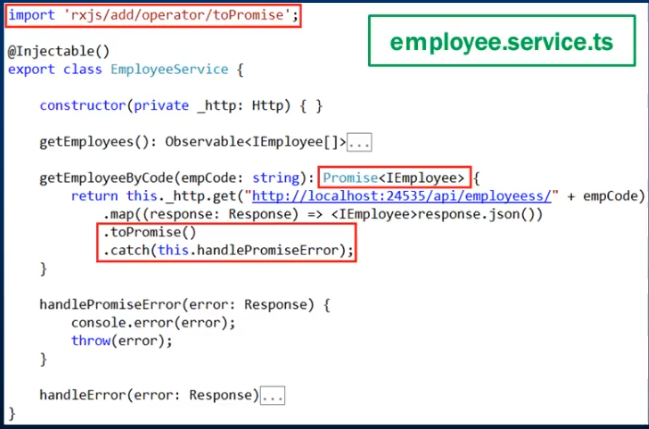 import 'rxjs/add/operator/toPromise';
employee.service.ts
@Injectable()
export class EmployeeService {
constructor(private _http: Http) { }
getEmployees(): Observable<IEmployee[]>...
getEmployeeByCode(empCode: string): Promise<IEmployee> {
return this._http.get("http://localhost:24535/api/employeess/" + empCode)
.map((response: Response) => <IEmployee>response.json())
.toPromise()
.catch(this.handlePromiseError);
}
handlePromiseError(error: Response) {
console.error(error);
throw(error);
}
handleError(error: Response)...
}